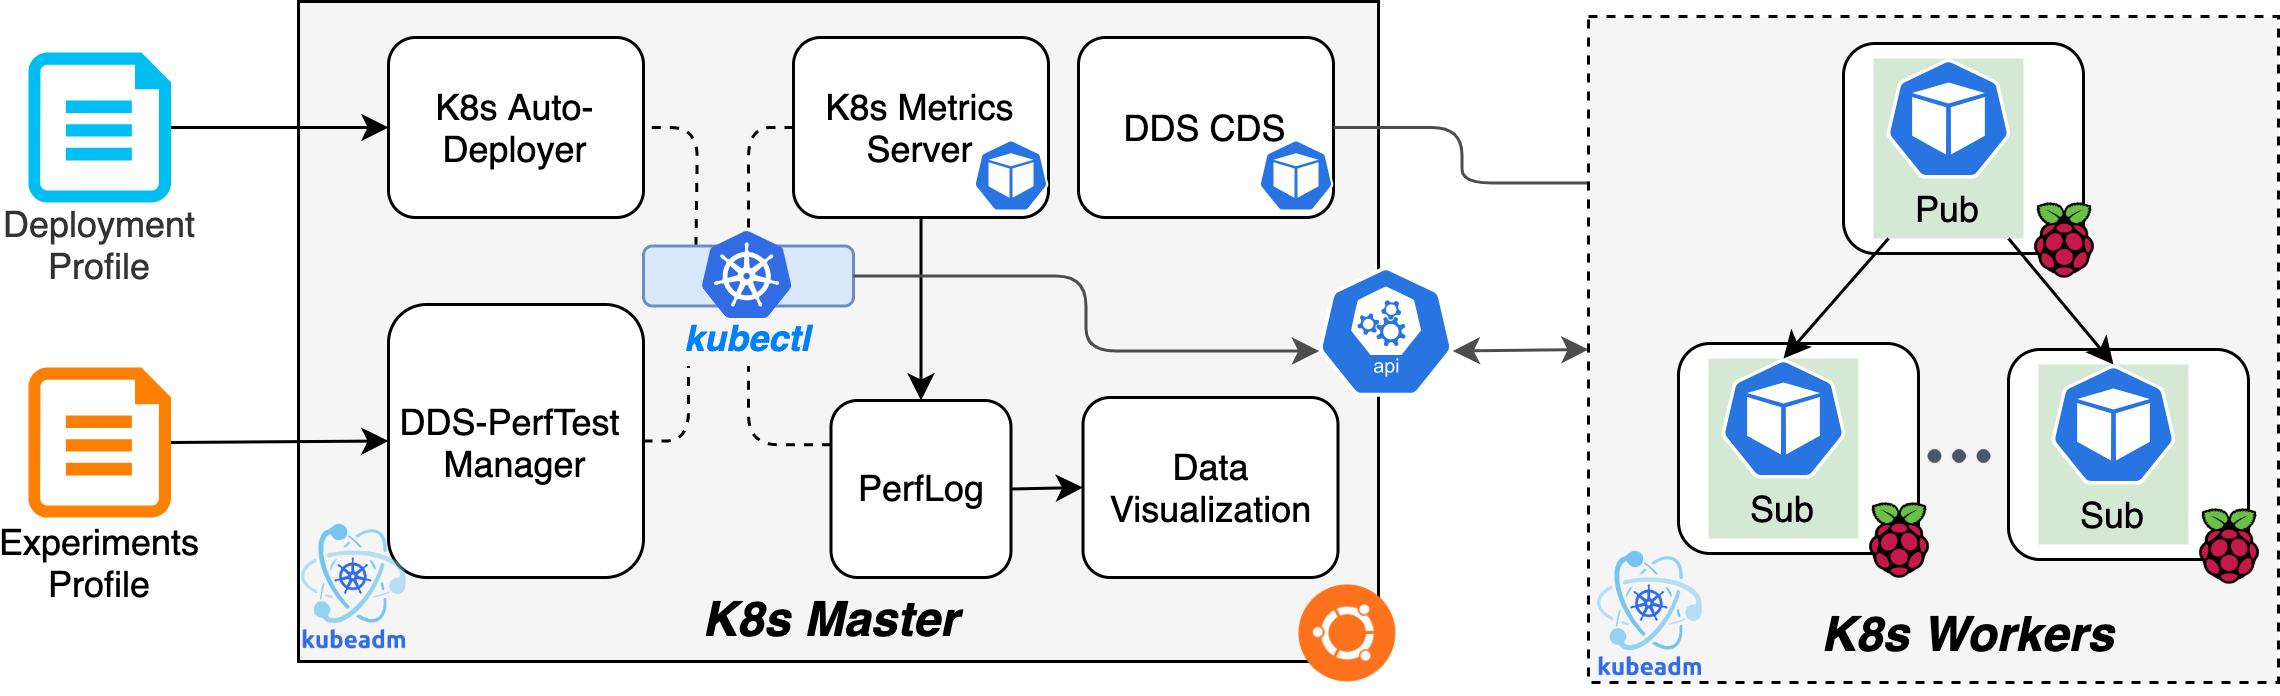 Deployment
Profile
Experiments
Profile
K8s Auto-
Deployer
K8s Metrics
Server
DDS CDS
kubectl
DDS-PerfTest
Manager
PerfLog
Data
Visualization
api
kubeadm
K8s Master
Pub
Sub
Sub
kubeadm
K8s Workers